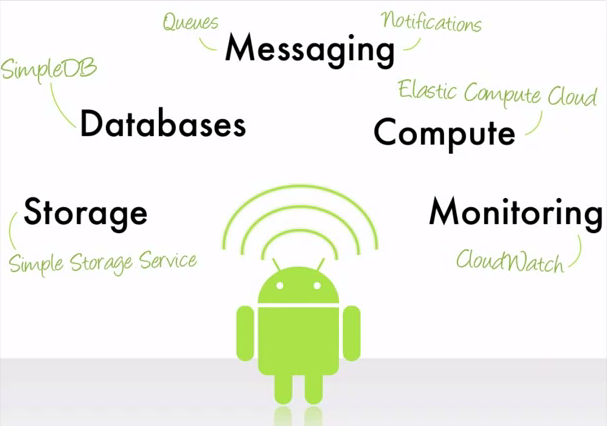 Queues
Notifications
Messaging
SimpleDB
Elastic Compute Cloud
Databases
Compute
Storage
Monitoring
Simple Storage Service
CloudWatch